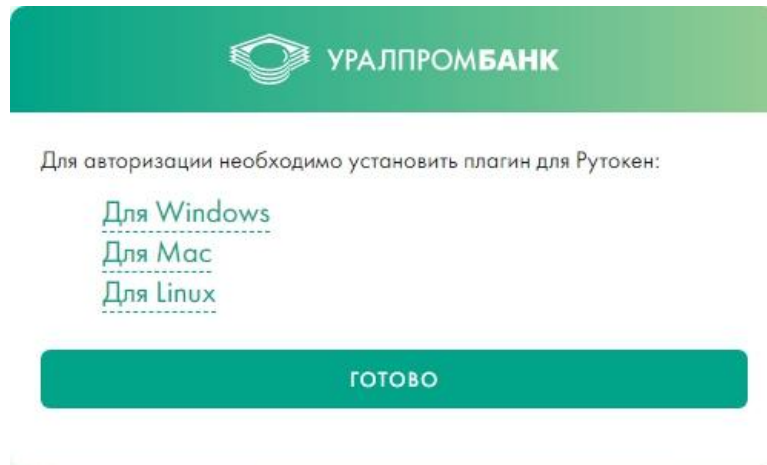 УРАЛПРОМБАНК
Для авторизации необходимо установить плагин для Рутокен:
Для Windows
Для Mac
Для Linux
ГОТОВО